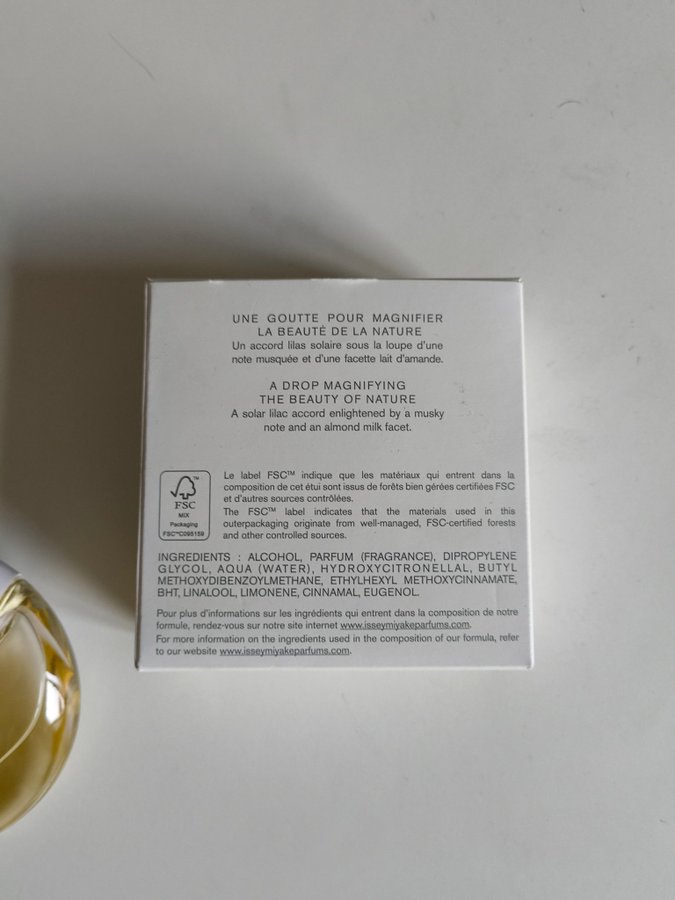 UNE GOUTTE POUR MAGNIFIER
LA BEAUTÉ DE LA NATURE
Un accord lilas solaire sous la loupe d'une
note musquée et d'une facette lait d'amande.
A DROP MAGNIFYING
THE BEAUTY OF NATURE
A solar lilac accord enlightened by a musky
note and an almond milk facet.
TM
FSC
MIX
Packaging
FSC™C095159
Le label FSC™ indique que les matériaux qui entrent dans la
composition de cet étui sont issus de forêts bien gérées certifiées FSC
et d'autres sources contrôlées.
The FSC™ label indicates that the materials used in this
outerpackaging originate from well-managed, FSC-certified forests
and other controlled sources.
INGREDIENTS : ALCOHOL, PARFUM (FRAGRANCE), DIPROPYLENE
GLYCOL, AQUA (WATER), HYDROXYCITRONELLAL, BUTYL
METHOXYDIBENZOYLMETHANE, ETHYLHEXYL METHOXYCINNAMATE,
BHT, LINALOOL, LIMONENE, CINNAMAL, EUGENOL.
Pour plus d'informations sur les ingrédients qui entrent dans la composition de notre
formule, rendez-vous sur notre site internet www.isseymiyakeparfums.com.
For more information on the ingredients used in the composition of our formula, refer
to our website www.isseymiyakeparfums.com.